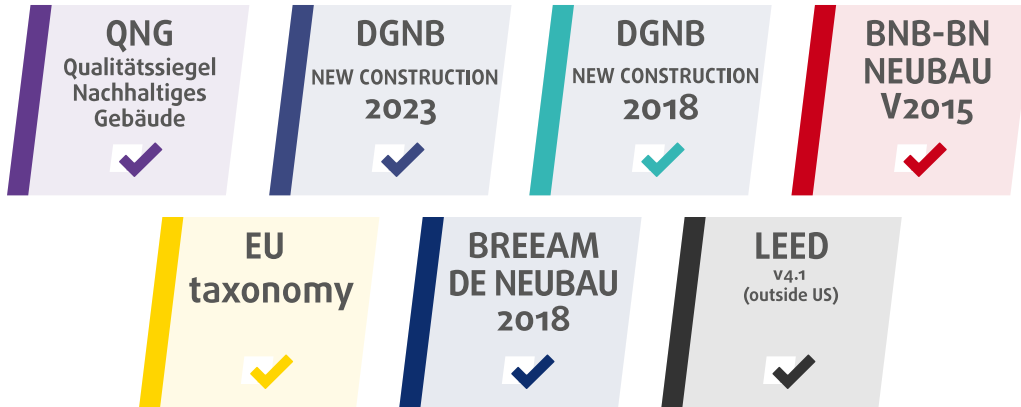 QNG
Qualitätssiegel
Nachhaltiges
Gebäude
DGNB
NEW CONSTRUCTION
2023
DGNB
NEW CONSTRUCTION
2018
BNB-BN
NEUBAU
V2015
EU
taxonomy
BREEAM
DE NEUBAU
2018
LEED
v4.1
(outside US)